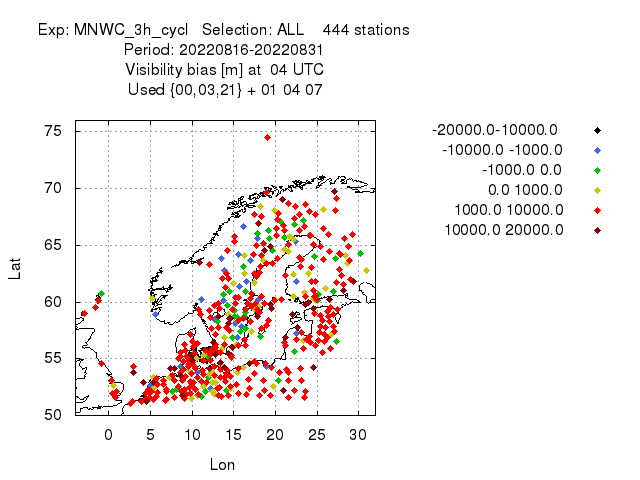 Exp: MNWC_3h_cycl Selection: ALL 444 stations
Period: 20220816-20220831
Visibility bias [m] at 04 UTC
Used {00,03,21} + 01 04 07
-20000.0-10000.0
-10000.0 -1000.0
-1000.0 0.0
0.0 1000.0
1000.0 10000.0
10000.0 20000.0
Lat
75
70
65
60
55
50
0 5 10 15 20 25 30
Lon